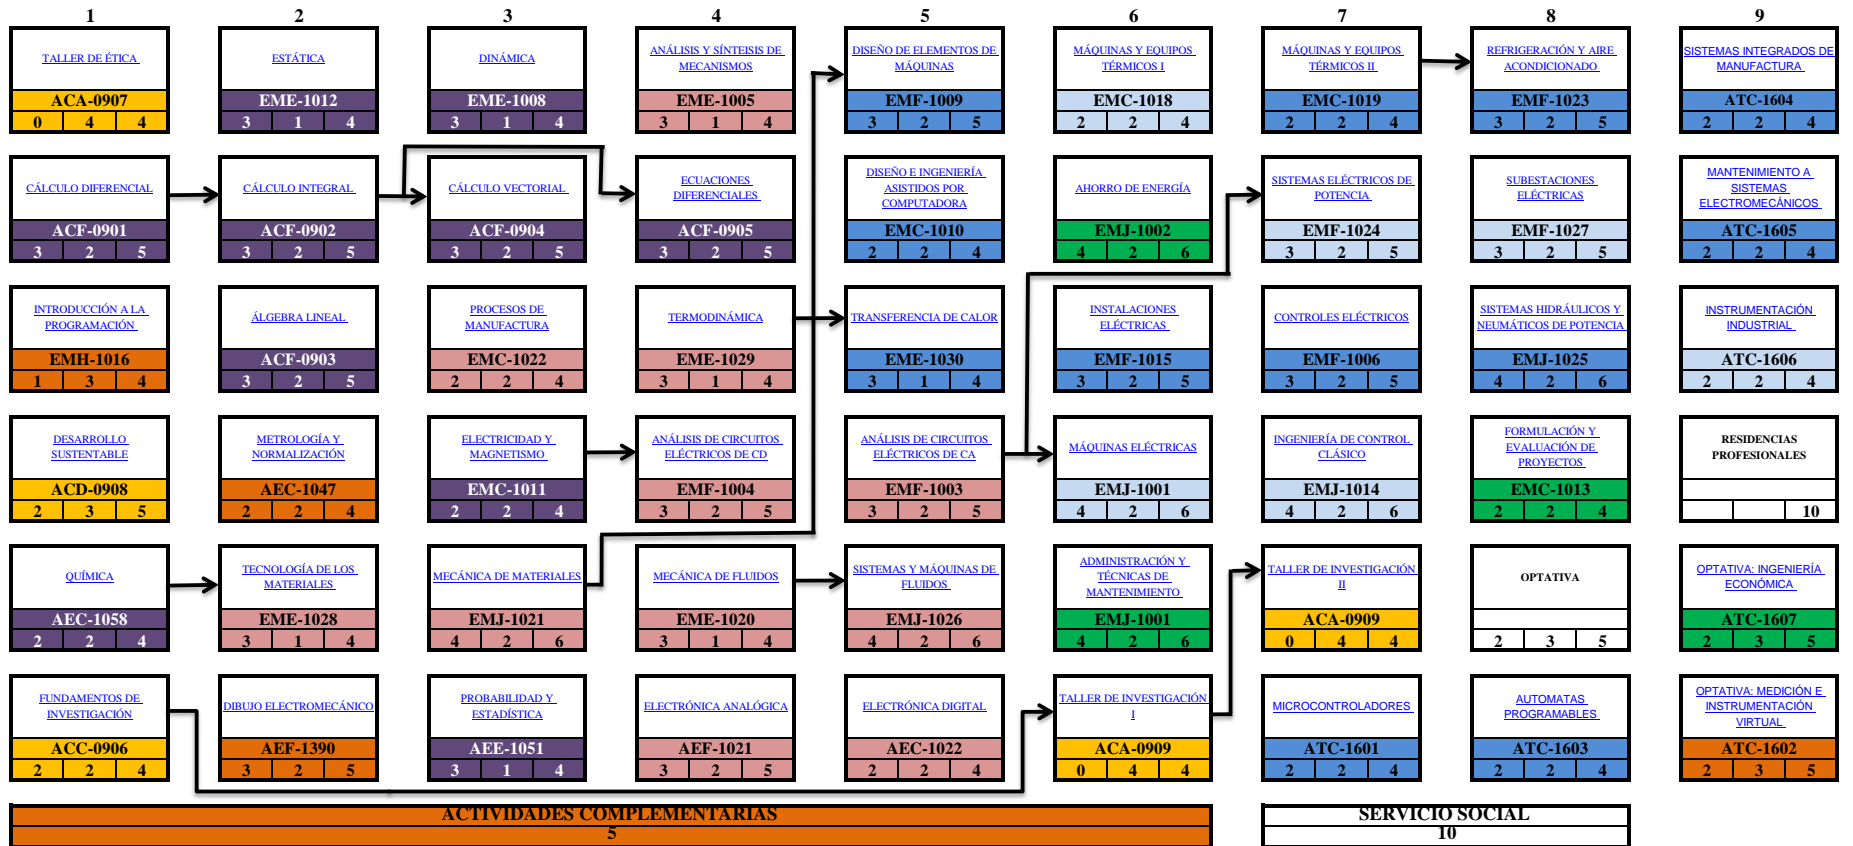 1 2 3 4 5 6 7 8 9
TALLER DE ÉTICA
ACA-0907
0 4 4
ESTÁTICA
EME-1012
3 1 4
DINÁMICA
EME-1008
3 1 4
ANÁLISIS Y SÍNTEISIS DE
MECANISMOS
EME-1005
3 1 4
DISEÑO DE ELEMENTOS DE
MÁQUINAS
EMF-1009
3 2 5
MÁQUINAS Y EQUIPOS
TÉRMICOS I
EMC-1018
2 2 4
MÁQUINAS Y EQUIPOS
TÉRMICOS II
EMC-1019
2 2 4
REFRIGERACIÓN Y AIRE
ACONDICIONADO
EMF-1023
3 2 5
SISTEMAS INTEGRADOS DE
MANUFACTURA
ATC-1604
2 2 4
CÁLCULO DIFERENCIAL
ACF-0901
3 2 5
CÁLCULO INTEGRAL
ACF-0902
3 2 5
CÁLCULO VECTORIAL
ACF-0904
3 2 5
ECUACIONES
DIFERENCIALES
ACF-0905
3 2 5
DISEÑO E INGENIERÍA
ASISTIDOS POR
COMPUTADORA
EMC-1010
2 2 4
AHORRO DE ENERGÍA
EMJ-1002
4 2 6
SISTEMAS ELÉCTRICOS DE
POTENCIA
EMF-1024
3 2 5
SUBESTACIONES
ELÉCTRICAS
EMF-1027
3 2 5
MANTENIMIENTO A
SISTEMAS
ELECTROMECÁNICOS
ATC-1605
2 2 4
INTRODUCCIÓN A LA
PROGRAMACIÓN
EMH-1016
1 3 4
ÁLGEBRA LINEAL
ACF-0903
3 2 5
PROCESOS DE
MANUFACTURA
EMC-1022
2 2 4
TERMODINÁMICA
EME-1029
3 1 4
TRANSFERENCIA DE CALOR
EME-1030
3 1 4
INSTALACIONES
ELÉCTRICAS
EMF-1015
3 2 5
CONTROLES ELÉCTRICOS
EMF-1006
3 2 5
SISTEMAS HIDRÁULICOS Y
NEUMÁTICOS DE POTENCIA
EMJ-1025
4 2 6
INSTRUMENTACIÓN
INDUSTRIAL
ATC-1606
2 2 4
DESARROLLO
SUSTENTABLE
ACD-0908
2 3 5
METROLOGÍA Y
NORMALIZACIÓN
AEC-1047
2 2 4
ELECTRICIDAD Y
MAGNETISMO
EMC-1011
2 2 4
ANÁLISIS DE CIRCUITOS
ELÉCTRICOS DE CD
EMF-1004
3 2 5
ANÁLISIS DE CIRCUITOS
ELÉCTRICOS DE CA
EMF-1003
3 2 5
MÁQUINAS ELÉCTRICAS
EMJ-1001
4 2 6
INGENIERÍA DE CONTROL
CLÁSICO
EMJ-1014
4 2 6
FORMULACIÓN Y
EVALUACIÓN DE
PROYECTOS
EMC-1013
2 2 4
RESIDENCIAS
PROFESIONALES
10
QUÍMICA
AEC-1058
2 2 4
TECNOLOGÍA DE LOS
MATERIALES
EME-1028
3 1 4
MECÁNICA DE MATERIALES
EMJ-1021
4 2 6
MECÁNICA DE FLUIDOS
EME-1020
3 1 4
SISTEMAS Y MÁQUINAS DE
FLUIDOS
EMJ-1026
4 2 6
ADMINISTRACIÓN Y
TÉCNICAS DE
MANTENIMIENTO
EMJ-1001
4 2 6
TALLER DE INVESTIGACIÓN
II
ACA-0909
0 4 4
OPTATIVA
2 3 5
OPTATIVA: INGENIERÍA
ECONÓMICA
ATC-1607
2 3 5
FUNDAMENTOS DE
INVESTIGACIÓN
ACC-0906
2 2 4
DIBUJO ELECTROMECÁNICO
AEF-1390
3 2 5
PROBABILIDAD Y
ESTADÍSTICA
AEE-1051
3 1 4
ELECTRÓNICA ANALÓGICA
AEF-1021
3 2 5
ELECTRÓNICA DIGITAL
AEC-1022
2 2 4
TALLER DE INVESTIGACIÓN
I
ACA-0909
0 4 4
MICROCONTROLADORES
ATC-1601
2 2 4
AUTOMATAS
PROGRAMABLES
ATC-1603
2 2 4
OPTATIVA: MEDICIÓN E
INSTRUMENTACIÓN
VIRTUAL
ATC-1602
2 3 5
ACTIVIDADES COMPLEMENTARIAS
5
SERVICIO SOCIAL
10